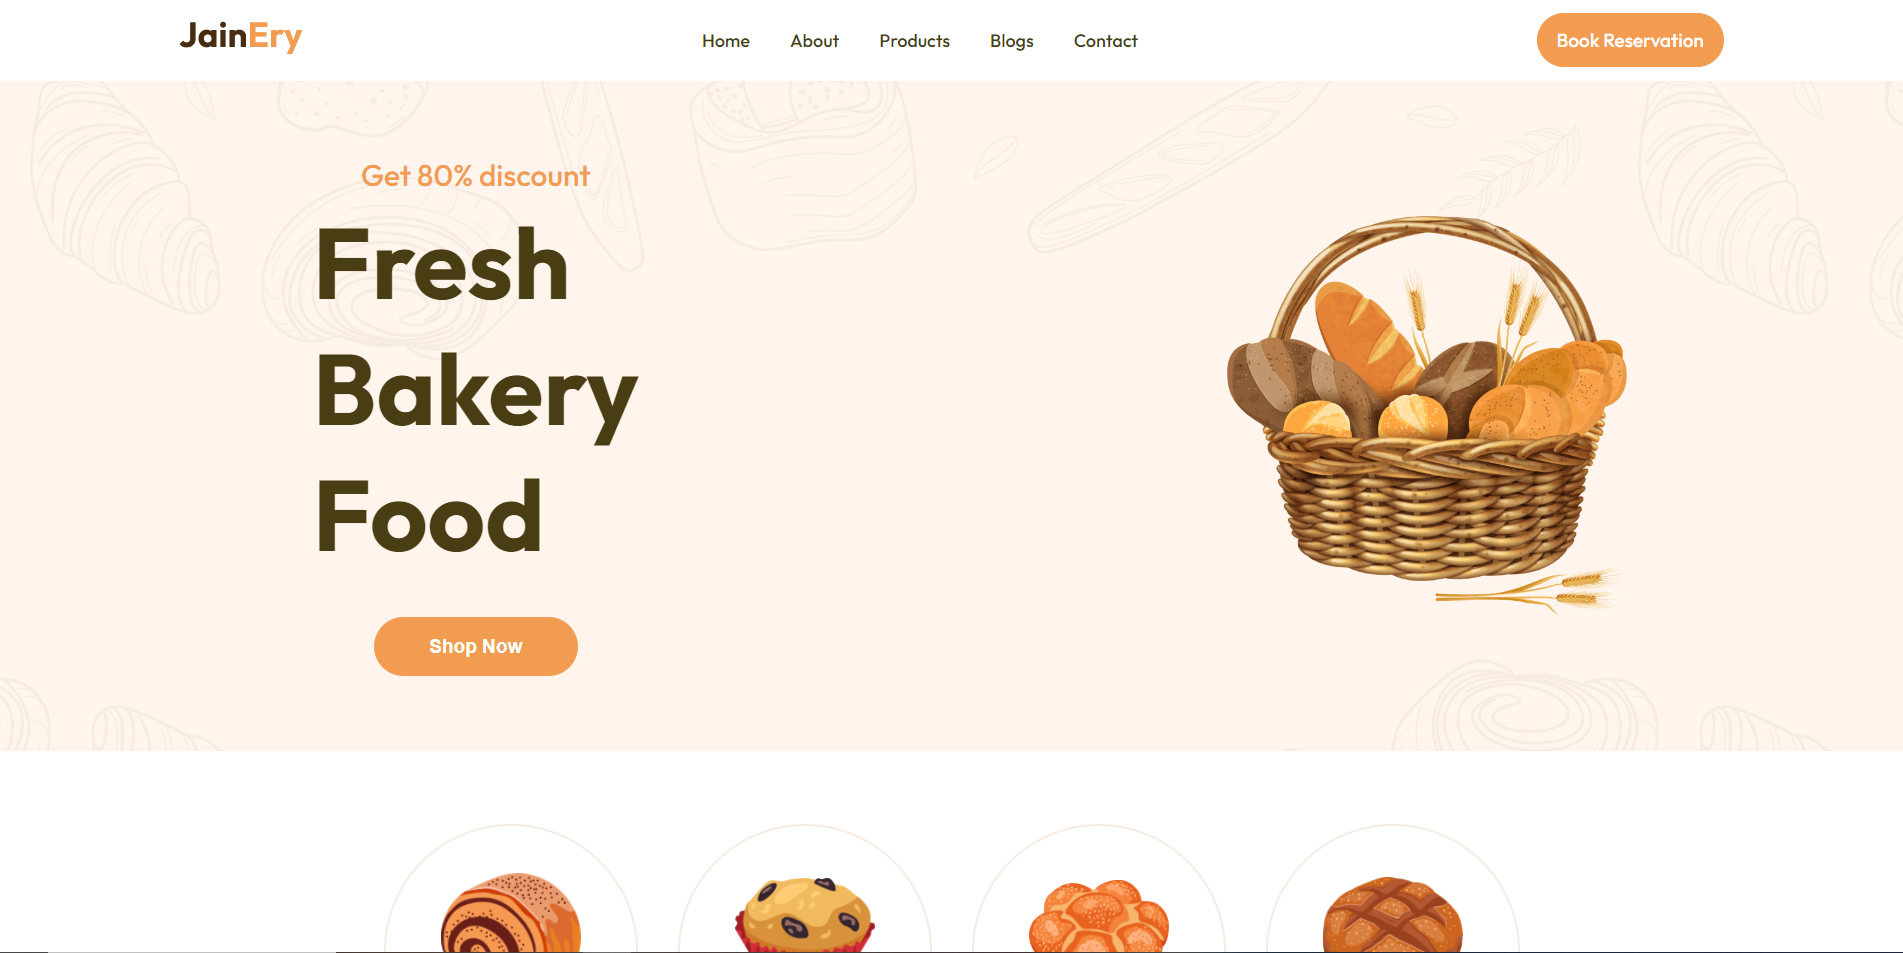 JainEry
Home About Products Blogs Contact
Book Reservation
Get 80% discount
Fresh
Bakery
Food
Shop Now